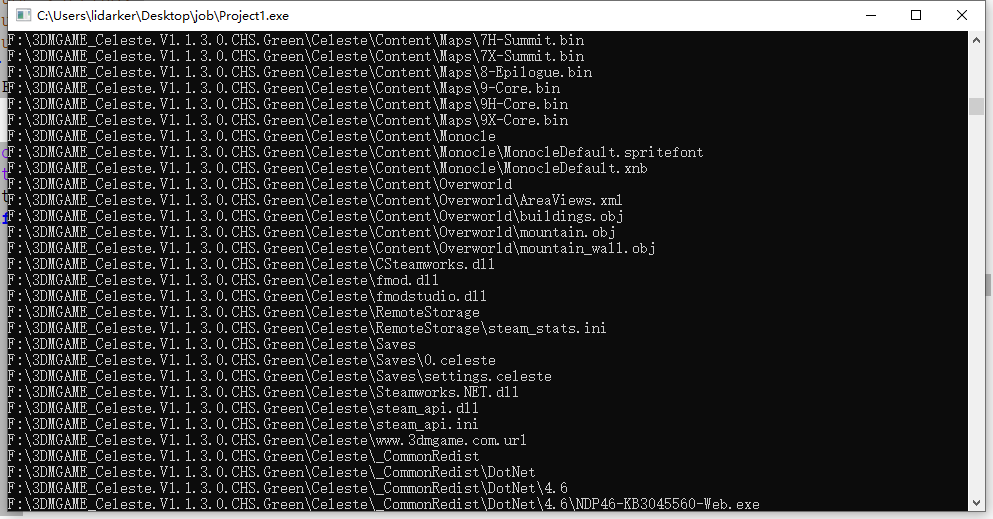 C:\Users\lidarker\Desktop\job\Project1.exe
F:\3DMGAME_Celeste.V1.1.3.0.CHS.Green\Celeste\Content\Maps\7H-Summit.bin
F:\3DMGAME_Celeste.V1.1.3.0.CHS.Green\Celeste\Content\Maps\7X-Summit.bin
F:\3DMGAME_Celeste.V1.1.3.0.CHS.Green\Celeste\Content\Maps\8-Epilogue.bin
F:\3DMGAME_Celeste.V1.1.3.0.CHS.Green\Celeste\Content\Maps\9-Core.bin
F:\3DMGAME_Celeste.V1.1.3.0.CHS.Green\Celeste\Content\Maps\9H-Core.bin
F:\3DMGAME_Celeste.V1.1.3.0.CHS.Green\Celeste\Content\Maps\9X-Core.bin
F:\3DMGAME_Celeste.V1.1.3.0.CHS.Green\Celeste\Content\Monocle
F:\3DMGAME_Celeste.V1.1.3.0.CHS.Green\Celeste\Content\Monocle\MonocleDefault.spritefont
F:\3DMGAME_Celeste.V1.1.3.0.CHS.Green\Celeste\Content\Monocle\MonocleDefault.xnb
F:\3DMGAME_Celeste.V1.1.3.0.CHS.Green\Celeste\Content\Overworld
F:\3DMGAME_Celeste.V1.1.3.0.CHS.Green\Celeste\Content\Overworld\AreaViews.xml
F:\3DMGAME_Celeste.V1.1.3.0.CHS.Green\Celeste\Content\Overworld\buildings.obj
F:\3DMGAME_Celeste.V1.1.3.0.CHS.Green\Celeste\Content\Overworld\mountain.obj
F:\3DMGAME_Celeste.V1.1.3.0.CHS.Green\Celeste\Content\Overworld\mountain_wall.obj
F:\3DMGAME_Celeste.V1.1.3.0.CHS.Green\Celeste\CSteamworks.dll
F:\3DMGAME_Celeste.V1.1.3.0.CHS.Green\Celeste\fmod.dll
F:\3DMGAME_Celeste.V1.1.3.0.CHS.Green\Celeste\fmodstudio.dll
F:\3DMGAME_Celeste.V1.1.3.0.CHS.Green\Celeste\RemoteStorage
F:\3DMGAME_Celeste.V1.1.3.0.CHS.Green\Celeste\RemoteStorage\steam_stats.ini
F:\3DMGAME_Celeste.V1.1.3.0.CHS.Green\Celeste\Saves
F:\3DMGAME_Celeste.V1.1.3.0.CHS.Green\Celeste\Saves\0.celeste
F:\3DMGAME_Celeste.V1.1.3.0.CHS.Green\Celeste\Saves\settings.celeste
F:\3DMGAME_Celeste.V1.1.3.0.CHS.Green\Celeste\Steamworks.NET.dll
F:\3DMGAME_Celeste.V1.1.3.0.CHS.Green\Celeste\steam_api.dll
F:\3DMGAME_Celeste.V1.1.3.0.CHS.Green\Celeste\steam_api.ini
F:\3DMGAME_Celeste.V1.1.3.0.CHS.Green\Celeste\www.3dmgame.com.url
F:\3DMGAME_Celeste.V1.1.3.0.CHS.Green\Celeste\_CommonRedist
F:\3DMGAME_Celeste.V1.1.3.0.CHS.Green\Celeste\_CommonRedist\DotNet
F:\3DMGAME_Celeste.V1.1.3.0.CHS.Green\Celeste\_CommonRedist\DotNet\4.6
F:\3DMGAME_Celeste.V1.1.3.0.CHS.Green\Celeste\_CommonRedist\DotNet\4.6\NDP46-KB3045560-Web.exe